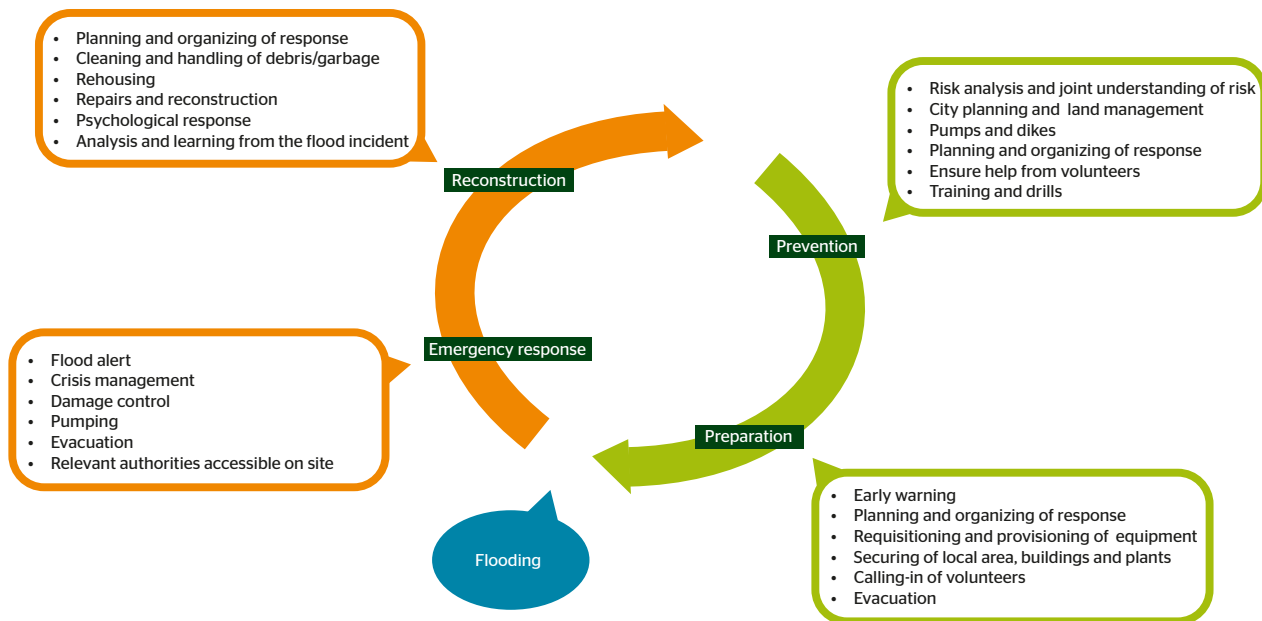 • Planning and organizing of response
• Cleaning and handling of debris/garbage
• Rehousing
• Repairs and reconstruction
• Psychological response
• Analysis and learning from the flood incident
Reconstruction
• Risk analysis and joint understanding of risk
• City planning and land management
• Pumps and dikes
• Planning and organizing of response
• Ensure help from volunteers
• Training and drills
Prevention
Emergency response
• Flood alert
• Crisis management
• Damage control
• Pumping
• Evacuation
• Relevant authorities accessible on site
Preparation
• Early warning
• Planning and organizing of response
• Requisitioning and provisioning of equipment
• Securing of local area, buildings and plants
• Calling-in of volunteers
• Evacuation
Flooding